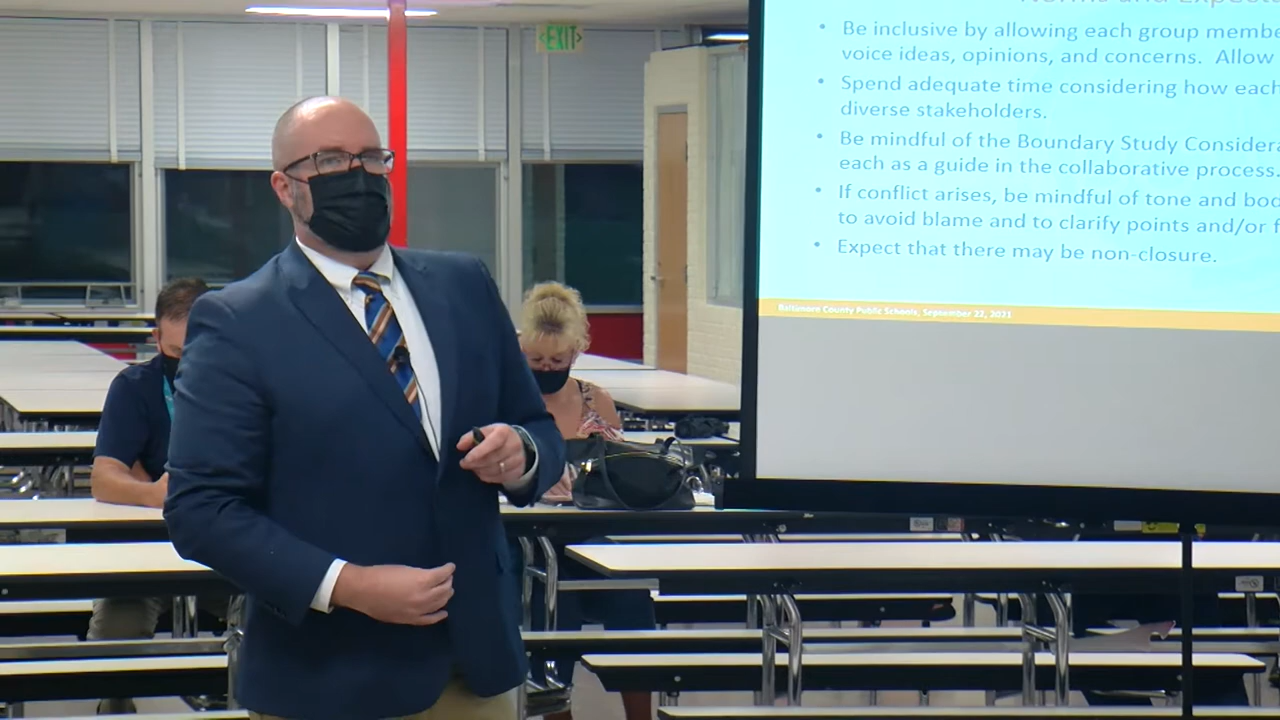 EXIT
Norms and Expecta
• Be inclusive by allowing each group membe
voice ideas, opinions, and concerns. Allow
• Spend adequate time considering how each
diverse stakeholders.
• Be mindful of the Boundary Study Considera
each as a guide in the collaborative process.
• If conflict arises, be mindful of tone and bod
to avoid blame and to clarify points and/or f
• Expect that there may be non-closure.
Baltimore County Public Schools, September 22, 2021